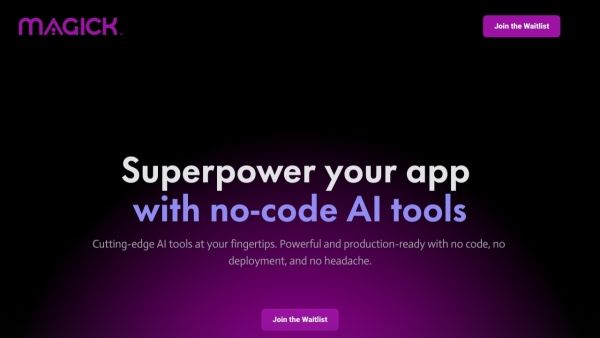 MAGICK.
Join the Waitlist
Superpower your app
with no-code AI tools
Cutting-edge AI tools at your fingertips. Powerful and production-ready with no code, no
deployment, and no headache.
Join the Waitlist